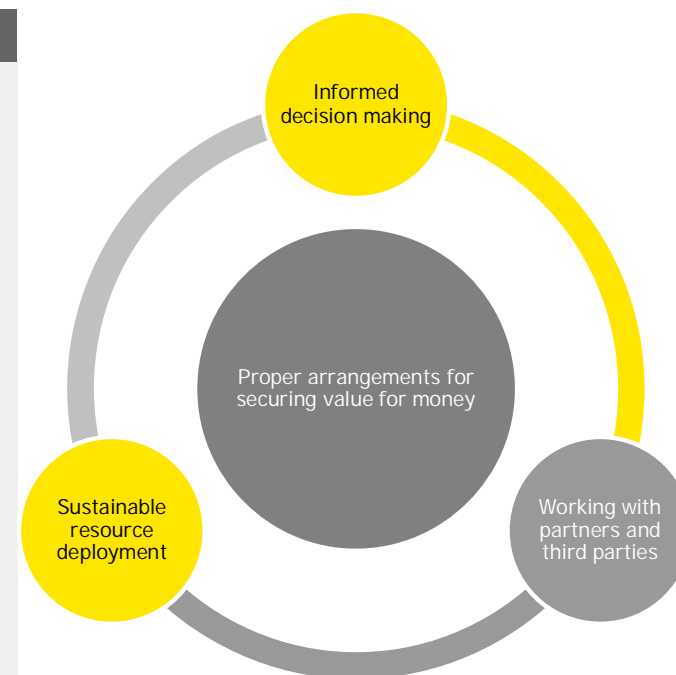 Informed
decision making
Proper arrangements for
securing value for money
Sustainable
resource
deployment
Working with
partners and
third parties